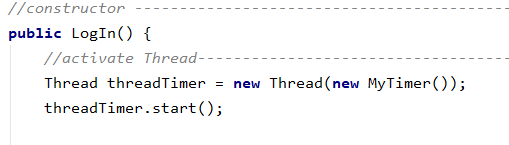 //constructor ------------------------------------------
public LogIn() {
//activate Thread-----------------------------------
Thread threadTimer = new Thread(new MyTimer());
threadTimer.start();